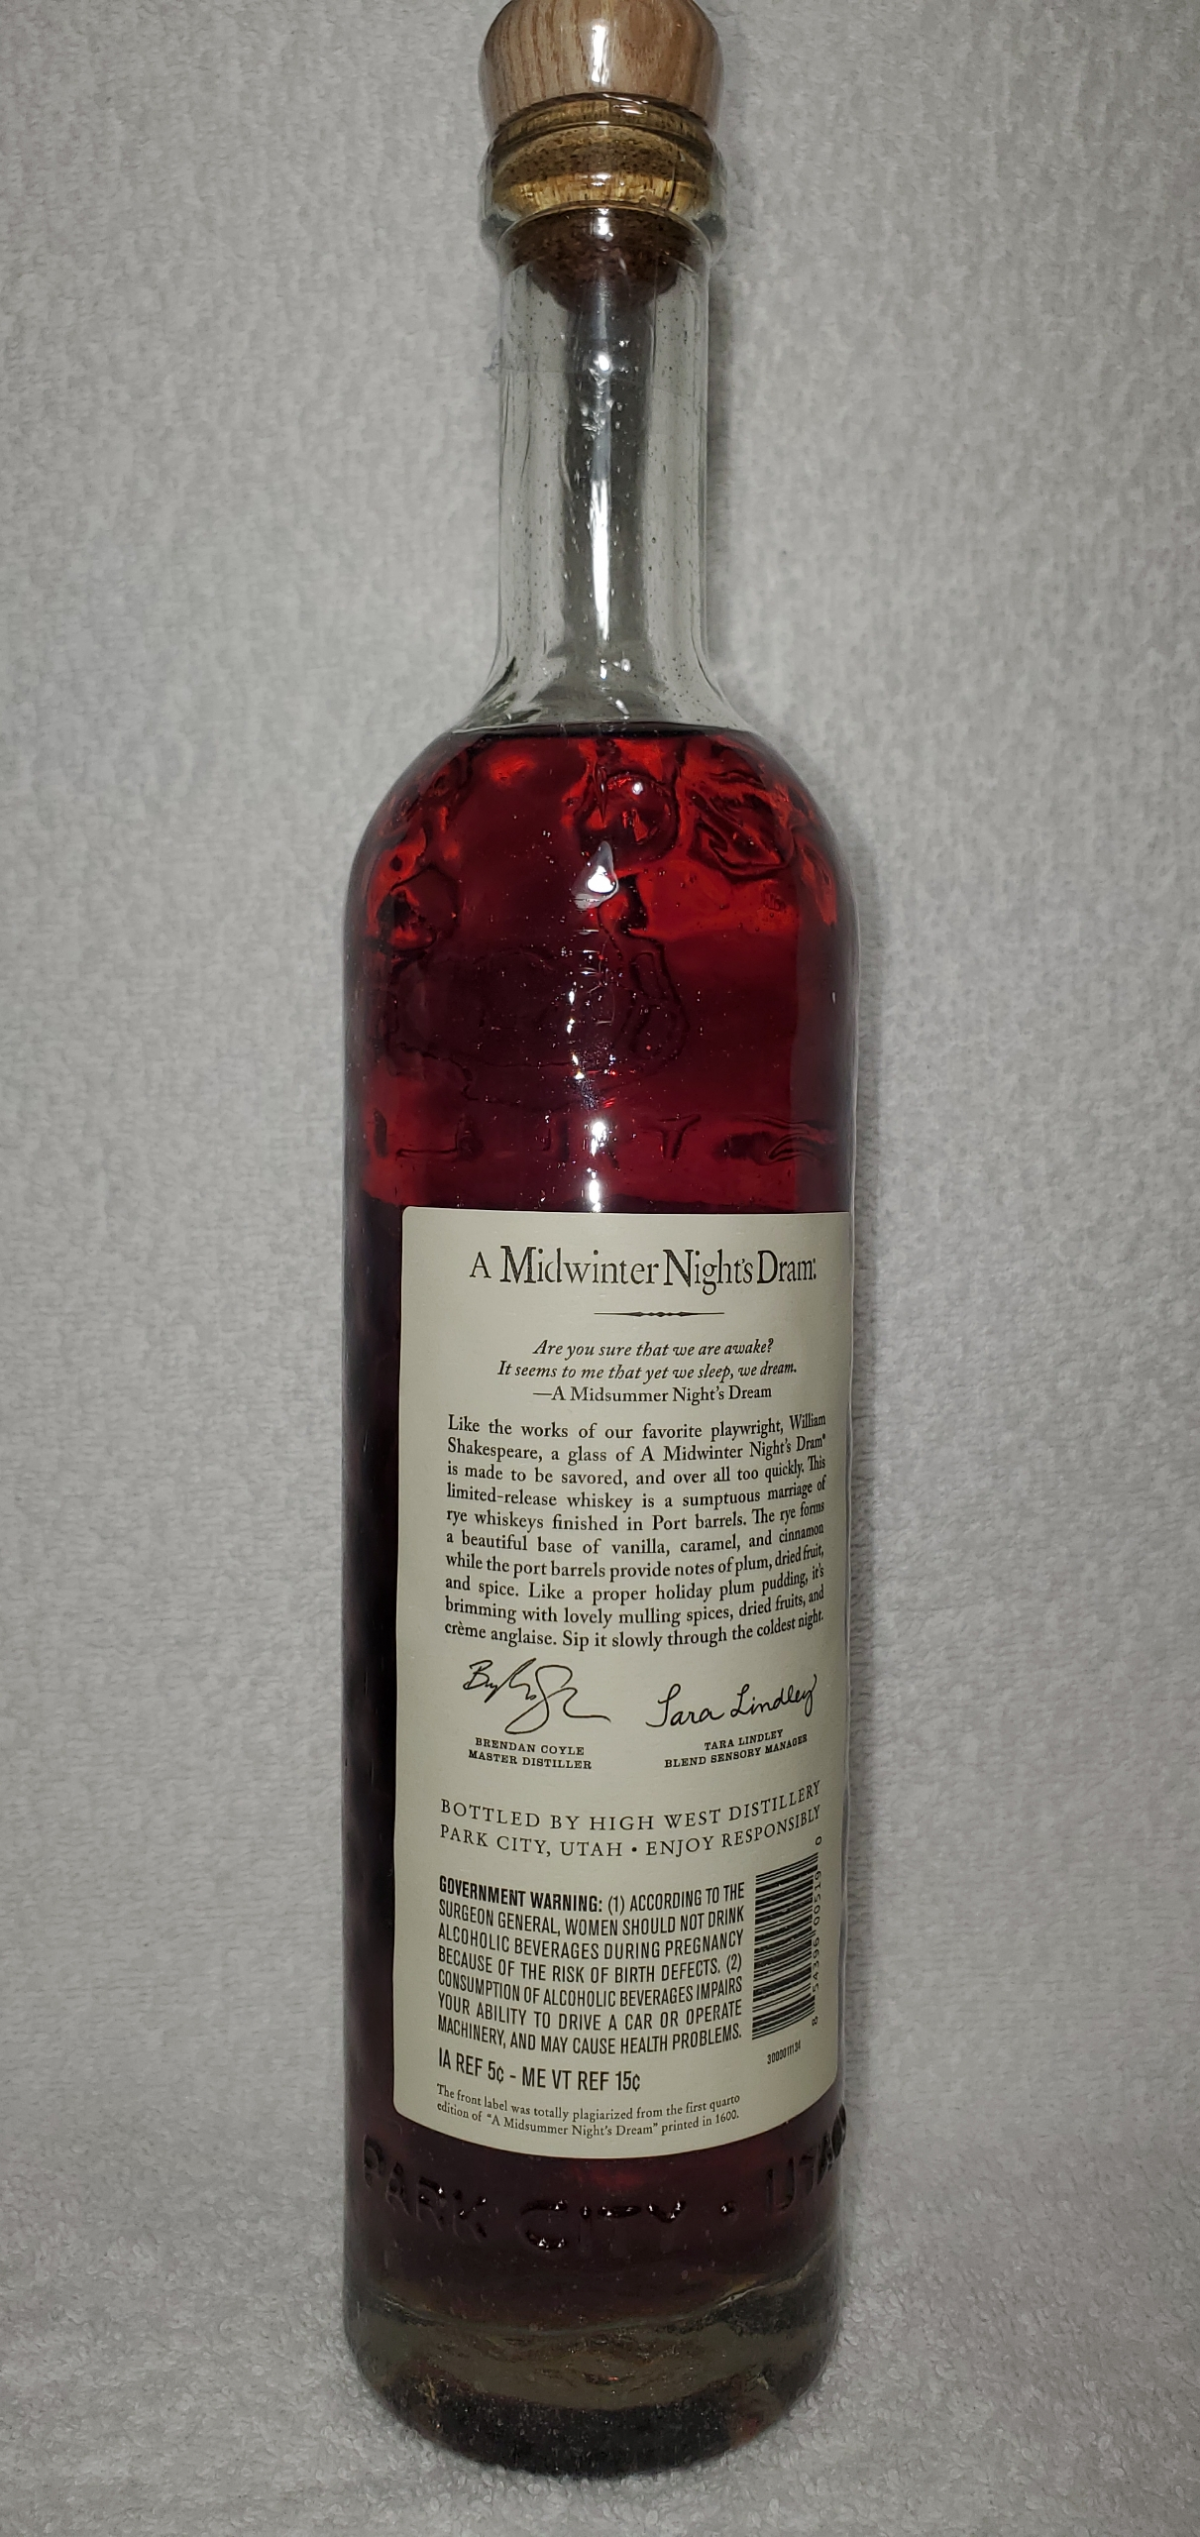 A Midwinter Night's Dram:
Are you sure that we are awake?
It seems to me that yet we sleep, we dream.
—A Midsummer Night's Dream
Like the works of our favorite playwright, William
Shakespeare, a glass of A Midwinter Night's Dram®
is made to be savored, and over all too quickly. This
limited-release whiskey is a sumptuous marriage of
rye whiskeys finished in Port barrels. The rye forms
a beautiful base of vanilla, caramel, and cinnamon
while the port barrels provide notes of plum, dried fruit,
and spice. Like a proper holiday plum pudding, it's
brimming with lovely mulling spices, dried fruits, and
crème anglaise. Sip it slowly through the coldest night.
Tara Lindley
BRENDAN COYLE
MASTER DISTILLER
TARA LINDLEY
BLEND SENSORY MANAGER
BOTTLED BY HIGH WEST DISTILLERY
PARK CITY, UTAH • ENJOY RESPONSIBLY
GOVERNMENT WARNING: (1) ACCORDING TO THE
SURGEON GENERAL, WOMEN SHOULD NOT DRINK
ALCOHOLIC BEVERAGES DURING PREGNANCY
BECAUSE OF THE RISK OF BIRTH DEFECTS. (2)
CONSUMPTION OF ALCOHOLIC BEVERAGES IMPAIRS
YOUR ABILITY TO DRIVE A CAR OR OPERATE
MACHINERY, AND MAY CAUSE HEALTH PROBLEMS.
8 54396 00519 0
3000011134
IA REF 5¢ - ME VT REF 15¢
The front label was totally plagiarized from the first quarto
edition of "A Midsummer Night's Dream" printed in 1600.
PARK CITY • UTAH